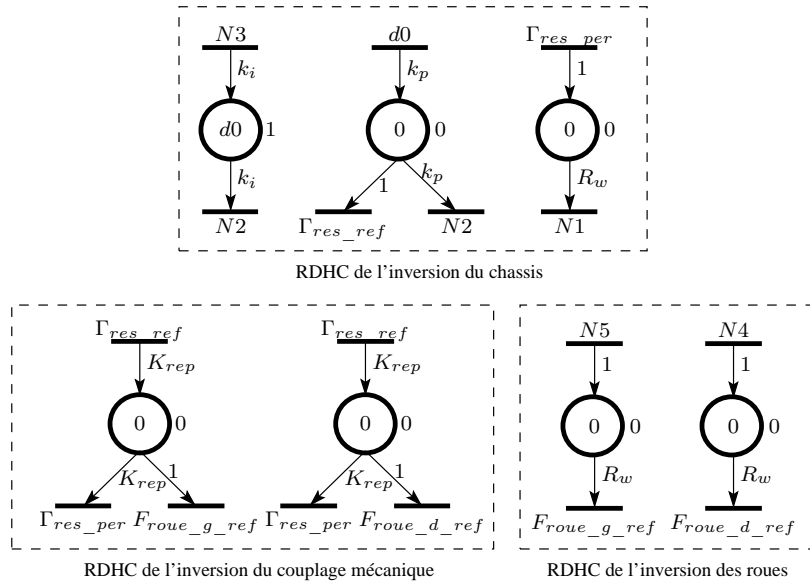 N3 d0 Γres_per
ki kp 1
d0 1 0 0 0 0
ki 1 kp Rw
N2 Γres_ref N2 N1
RDHC de l'inversion du chassis
Γres_ref Γres_ref N5 N4
Krep Krep 1 1
0 0 0 0 0 0 0 0
Krep 1 Krep 1 Rw Rw
Γres_per Froue_g_ref Γres_per Froue_d_ref Froue_g_ref Froue_d_ref
RDHC de l'inversion du couplage mécanique RDHC de l'inversion des roues